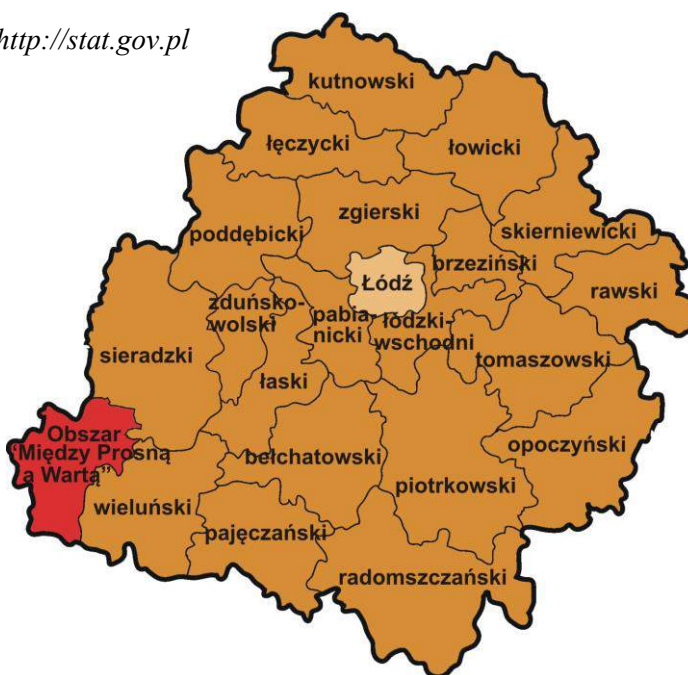 http://stat.gov.pl
kutnowski
łęczycki
łowicki
zgierski
poddębicki
skierniewicki
brzeziński
Łódź
rawski
zduńsko-
wolski
pabia-
nicki
łódzki-
wschodni
sieradzki
tomaszowski
łaski
Obszar
"Między Prosną
a Wartą"
opoczyński
bełchatowski
piotrkowski
wieluński
pajęczański
radomszczański